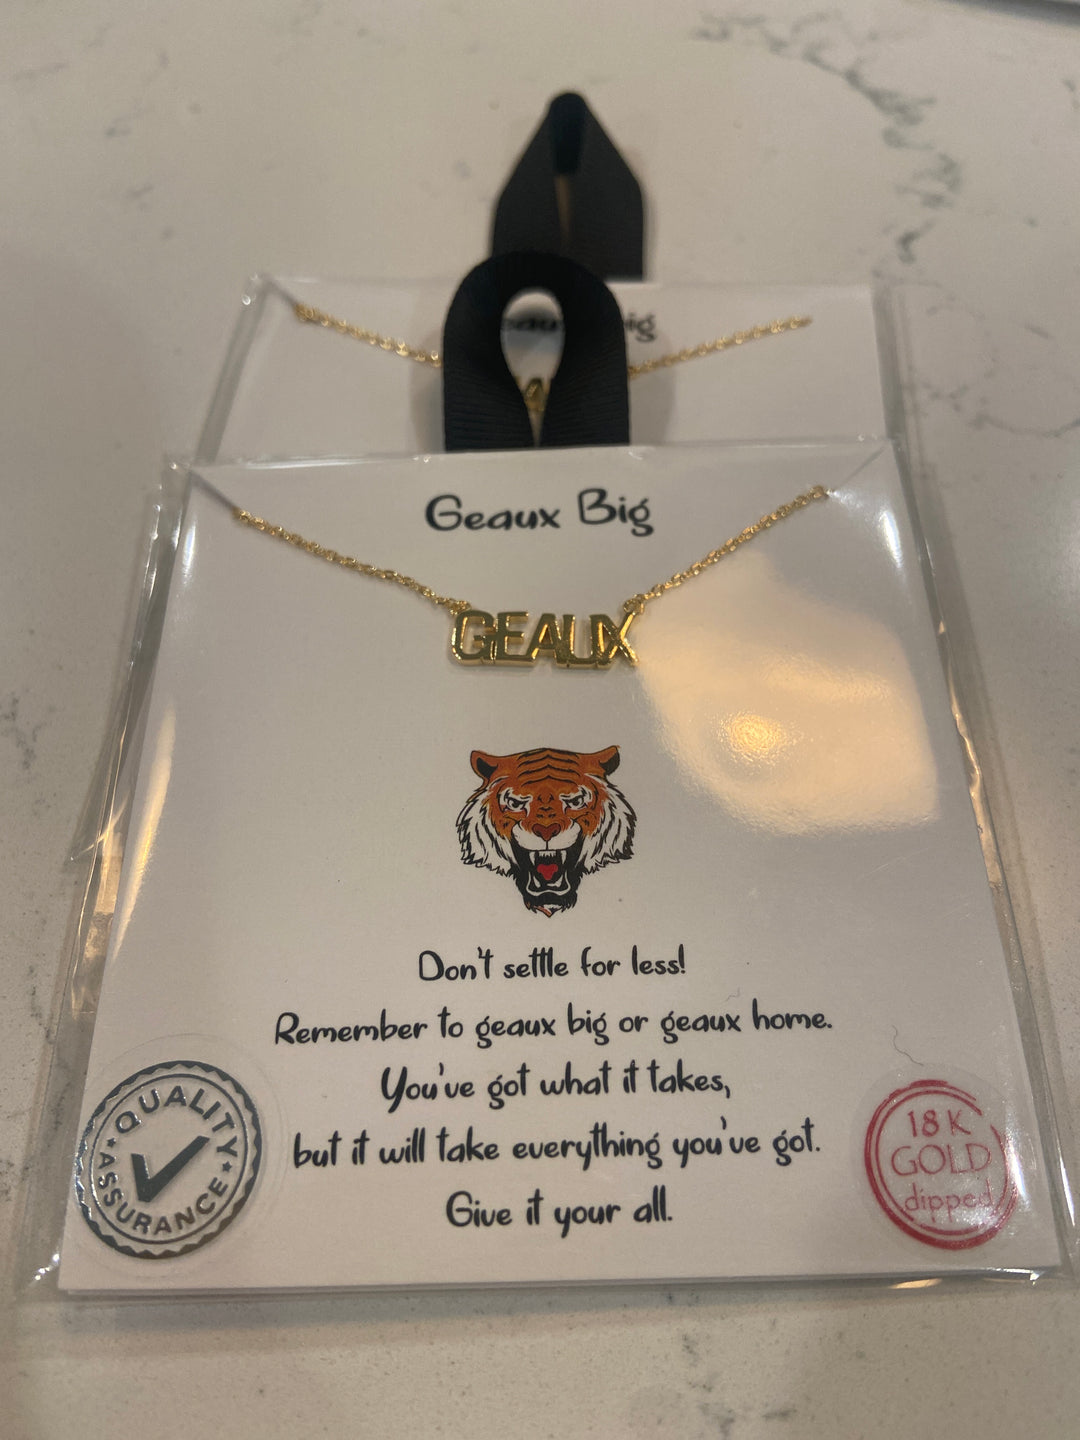 Big
Geaux Big
GEAUX
Don't settle for less!
Remember to geaux big or geaux home.
You've got what it takes,
but it will take everything you've got.
Give it your all.
QUALITY
ASSURANCE
18 K
GOLD
dipped